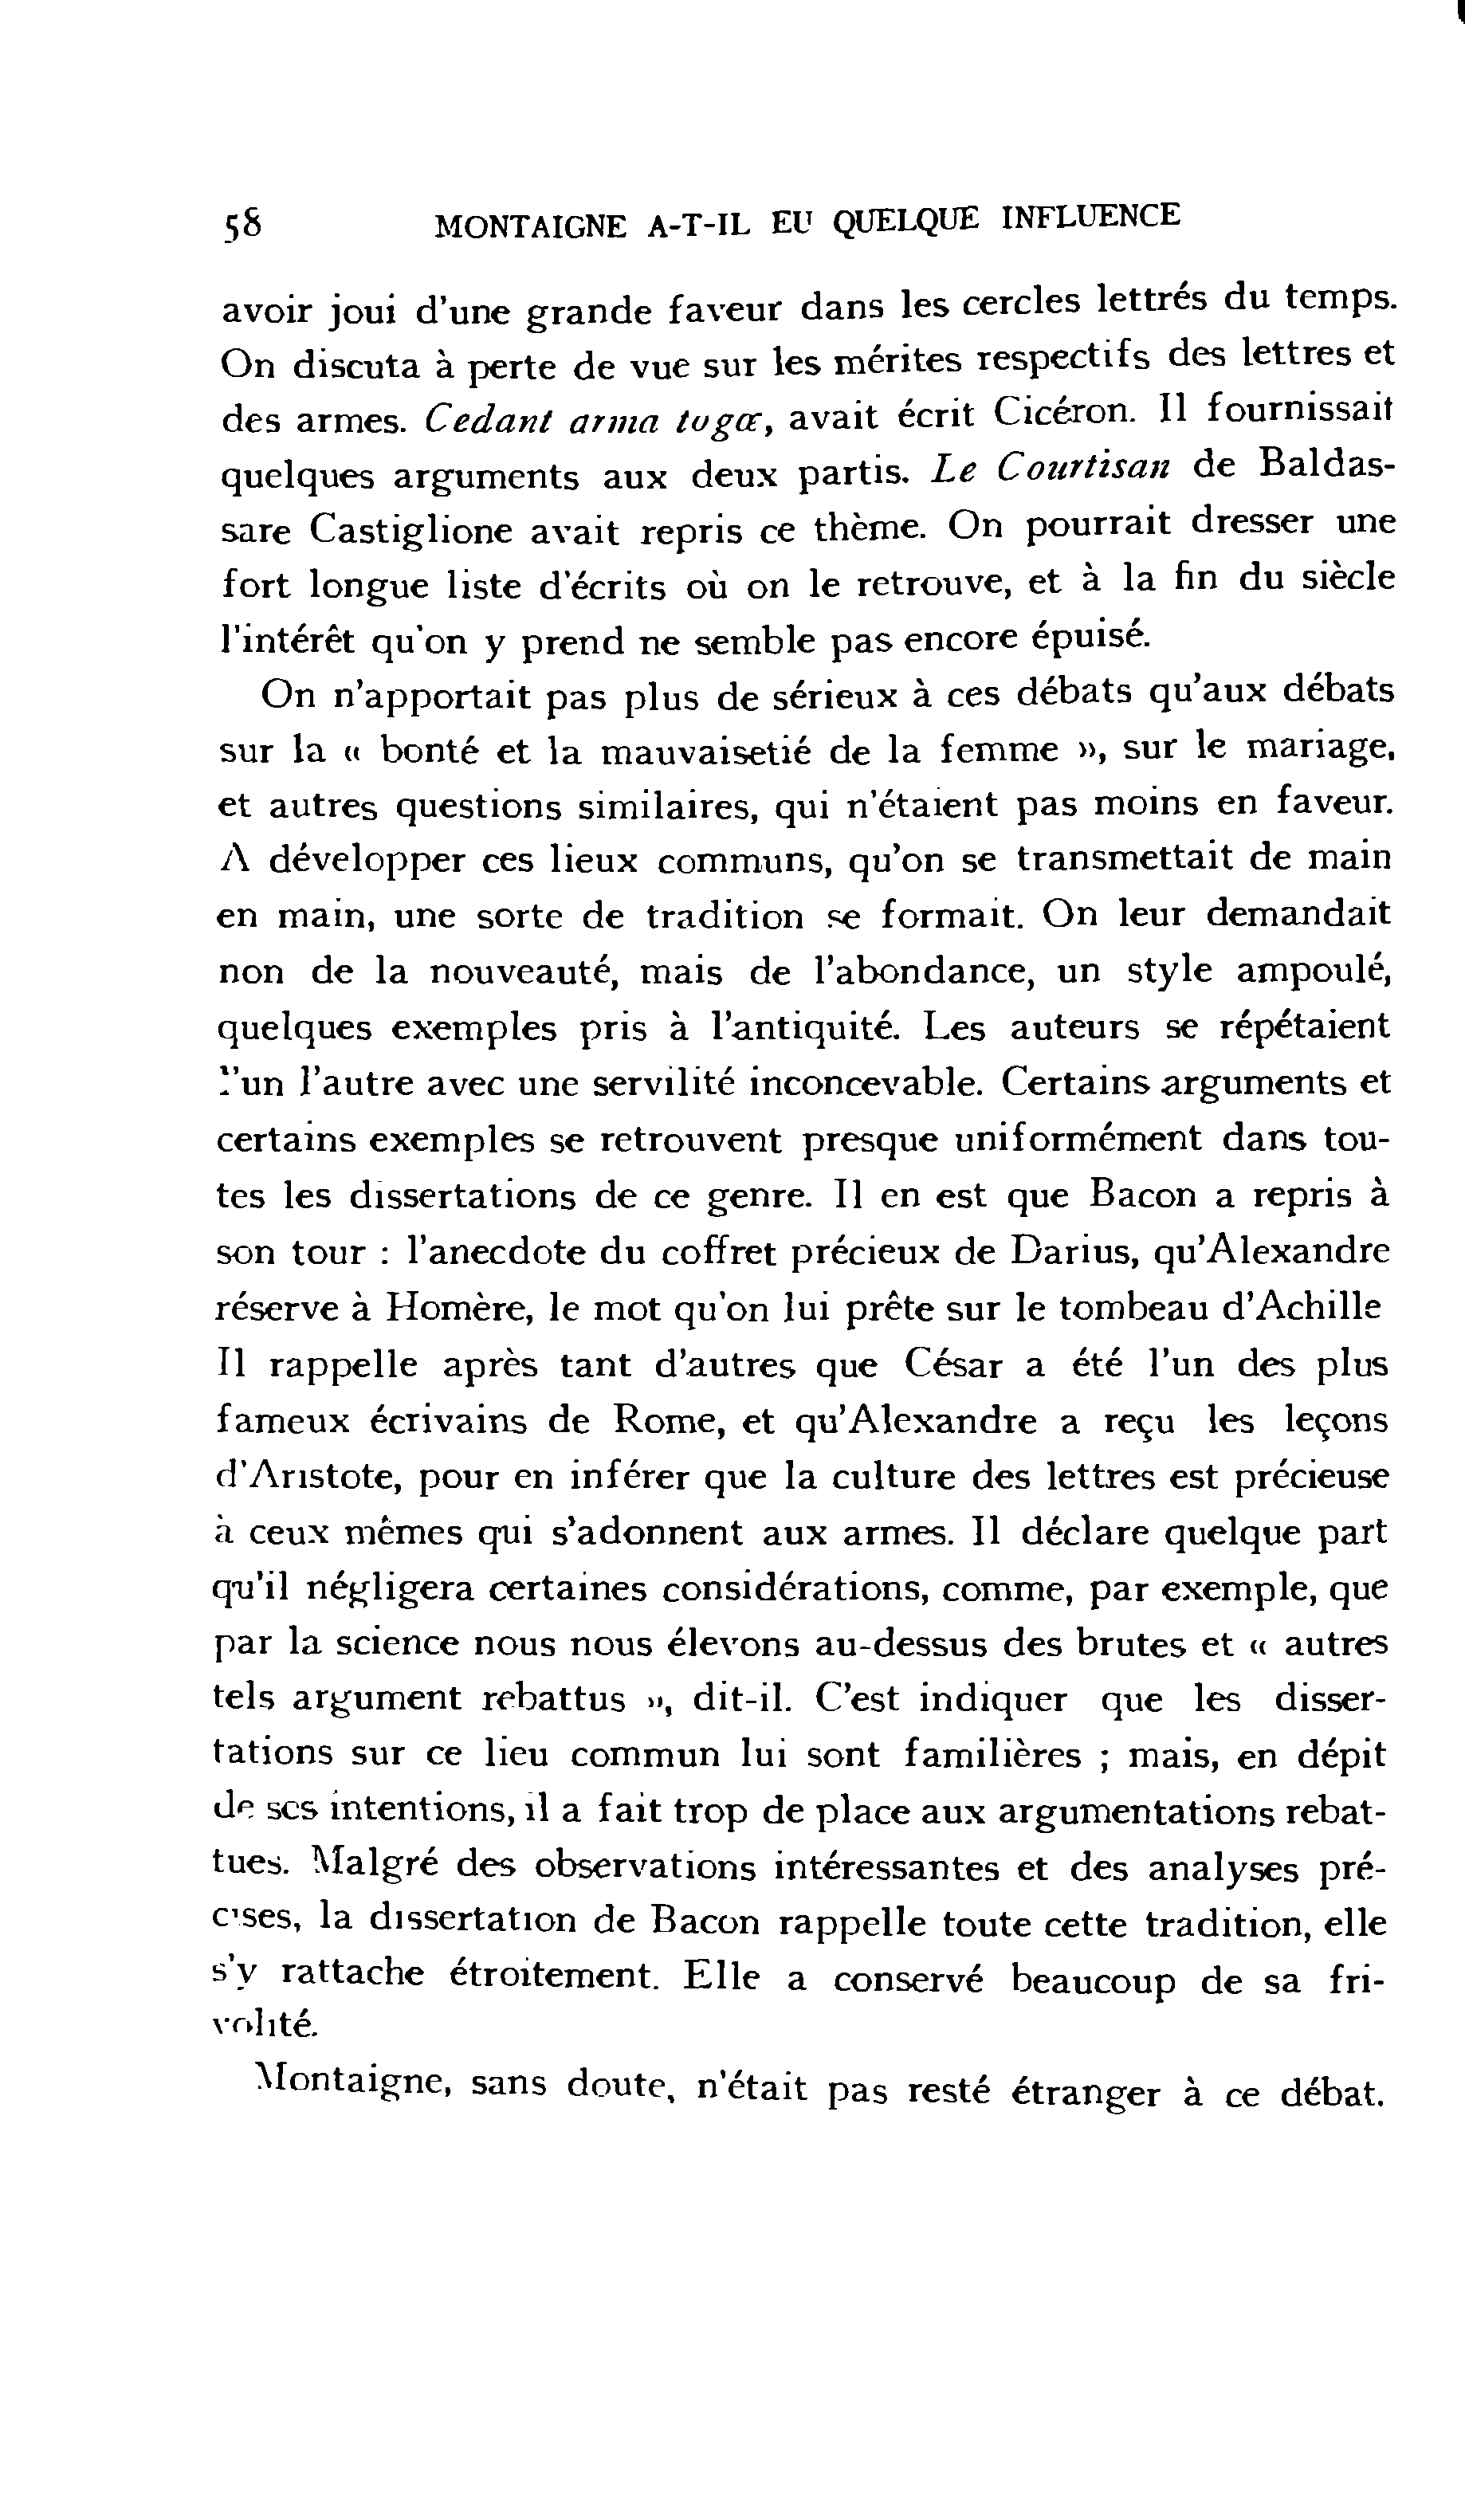 58 MONTAIGNE A-T-IL EU QUELQUE INFLUENCE
avoir joui d'une grande faveur dans les cercles lettrés du temps.
On discuta à perte de vue sur les mérites respectifs des lettres et
des armes. Cedant arma togæ, avait écrit Cicéron. Il fournissait
quelques arguments aux deux partis. Le Courtisan de Baldas-
sare Castiglione avait repris ce thème. On pourrait dresser une
fort longue liste d'écrits où on le retrouve, et à la fin du siècle
l'intérêt qu'on y prend ne semble pas encore épuisé.
On n'apportait pas plus de sérieux à ces débats qu'aux débats
sur la « bonté et la mauvaisetié de la femme », sur le mariage,
et autres questions similaires, qui n'étaient pas moins en faveur.
A développer ces lieux communs, qu'on se transmettait de main
en main, une sorte de tradition se formait. On leur demandait
non de la nouveauté, mais de l'abondance, un style ampoulé,
quelques exemples pris à l'antiquité. Les auteurs se répétaient
l'un l'autre avec une servilité inconcevable. Certains arguments et
certains exemples se retrouvent presque uniformément dans tou-
tes les dissertations de ce genre. Il en est que Bacon a repris à
son tour : l'anecdote du coffret précieux de Darius, qu'Alexandre
réserve à Homère, le mot qu'on lui prête sur le tombeau d'Achille
Il rappelle après tant d'autres que César a été l'un des plus
fameux écrivains de Rome, et qu'Alexandre a reçu les leçons
d'Aristote, pour en inférer que la culture des lettres est précieuse
à ceux mêmes qui s'adonnent aux armes. Il déclare quelque part
qu'il négligera certaines considérations, comme, par exemple, que
par la science nous nous élevons au-dessus des brutes et « autres
tels argument rebattus », dit-il. C'est indiquer que les disser-
tations sur ce lieu commun lui sont familières ; mais, en dépit
de ses intentions, il a fait trop de place aux argumentations rebat-
tues. Malgré des observations intéressantes et des analyses pré-
cises, la dissertation de Bacon rappelle toute cette tradition, elle
s'y rattache étroitement. Elle a conservé beaucoup de sa fri-
volité.
Montaigne, sans doute, n'était pas resté étranger à ce débat.